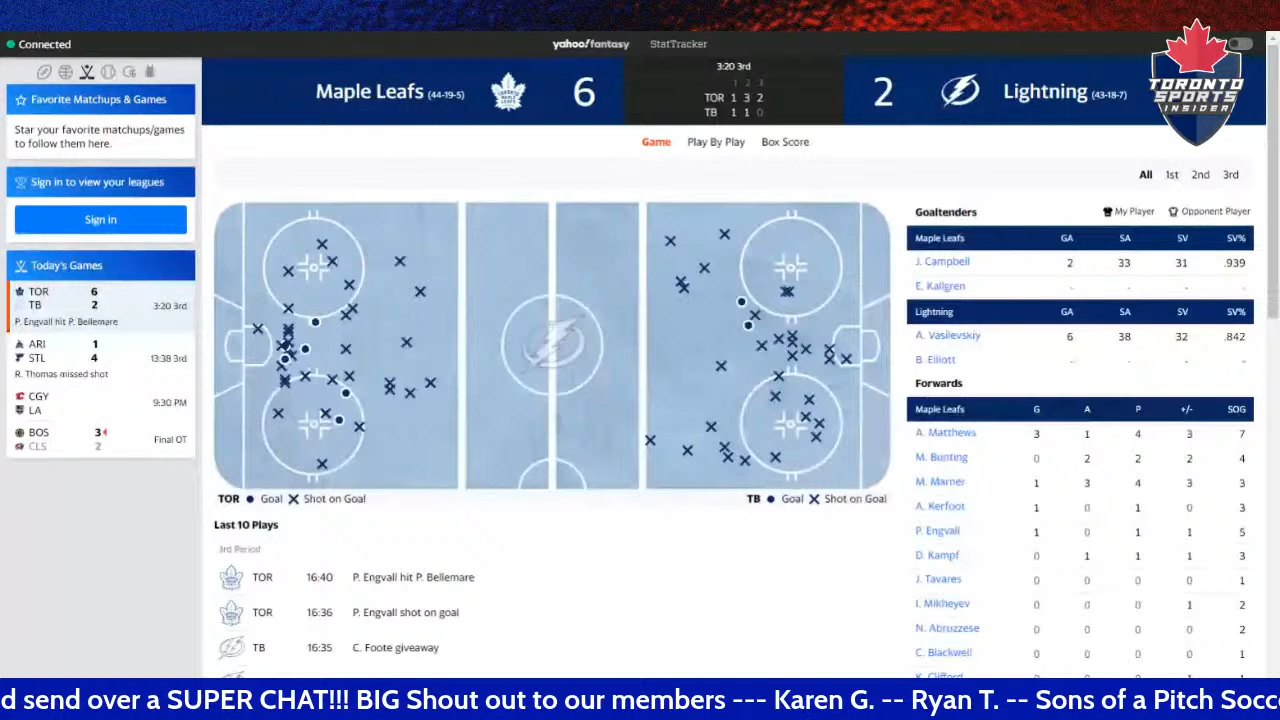 Connected
yahoo!fantasy StatTracker
TORONTO
SPORTS
INSIDER
Favorite Matchups & Games
Star your favorite matchups/games
to follow them here.
Sign in to view your leagues
Sign in
Today's Games
TOR 6
TB 2
3:20 3rd
P. Engvall hit P. Bellemare
ARI 1
STL 4
13:38 3rd
R. Thomas missed shot
CGY
LA
9:30 PM
BOS 3
CLS 2
Final OT
Maple Leafs (44-19-5) 6
3:20 3rd
1 2 3
TOR 1 3 2
TB 1 1 0
2 Lightning (43-18-7)
Game Play By Play Box Score
All 1st 2nd 3rd
TOR Goal Shot on Goal
TB Goal Shot on Goal
Last 10 Plays
3rd Period
TOR 16:40 P. Engvall hit P. Bellemare
TOR 16:36 P. Engvall shot on goal
TB 16:35 C. Foote giveaway
Goaltenders My Player Opponent Player
Maple Leafs GA SA SV SV%
J. Campbell 2 33 31 .939
E. Kallgren - - - -
Lightning GA SA SV SV%
A. Vasilevskiy 6 38 32 .842
B. Elliott - - - -
Forwards
Maple Leafs G A P +/- SOG
A. Matthews 3 1 4 3 7
M. Bunting 0 2 2 2 4
M. Marner 1 3 4 3 3
A. Kerfoot 1 0 1 0 3
P. Engvall 1 0 1 1 5
D. Kampf 0 1 1 1 3
J. Tavares 0 0 0 0 1
I. Mikheyev 0 0 0 1 2
N. Abruzzese 0 0 0 0 2
C. Blackwell 0 0 0 0 1
K. Clifford
d send over a SUPER CHAT!!! BIG Shout out to our members --- Karen G. -- Ryan T. -- Sons of a Pitch Socc